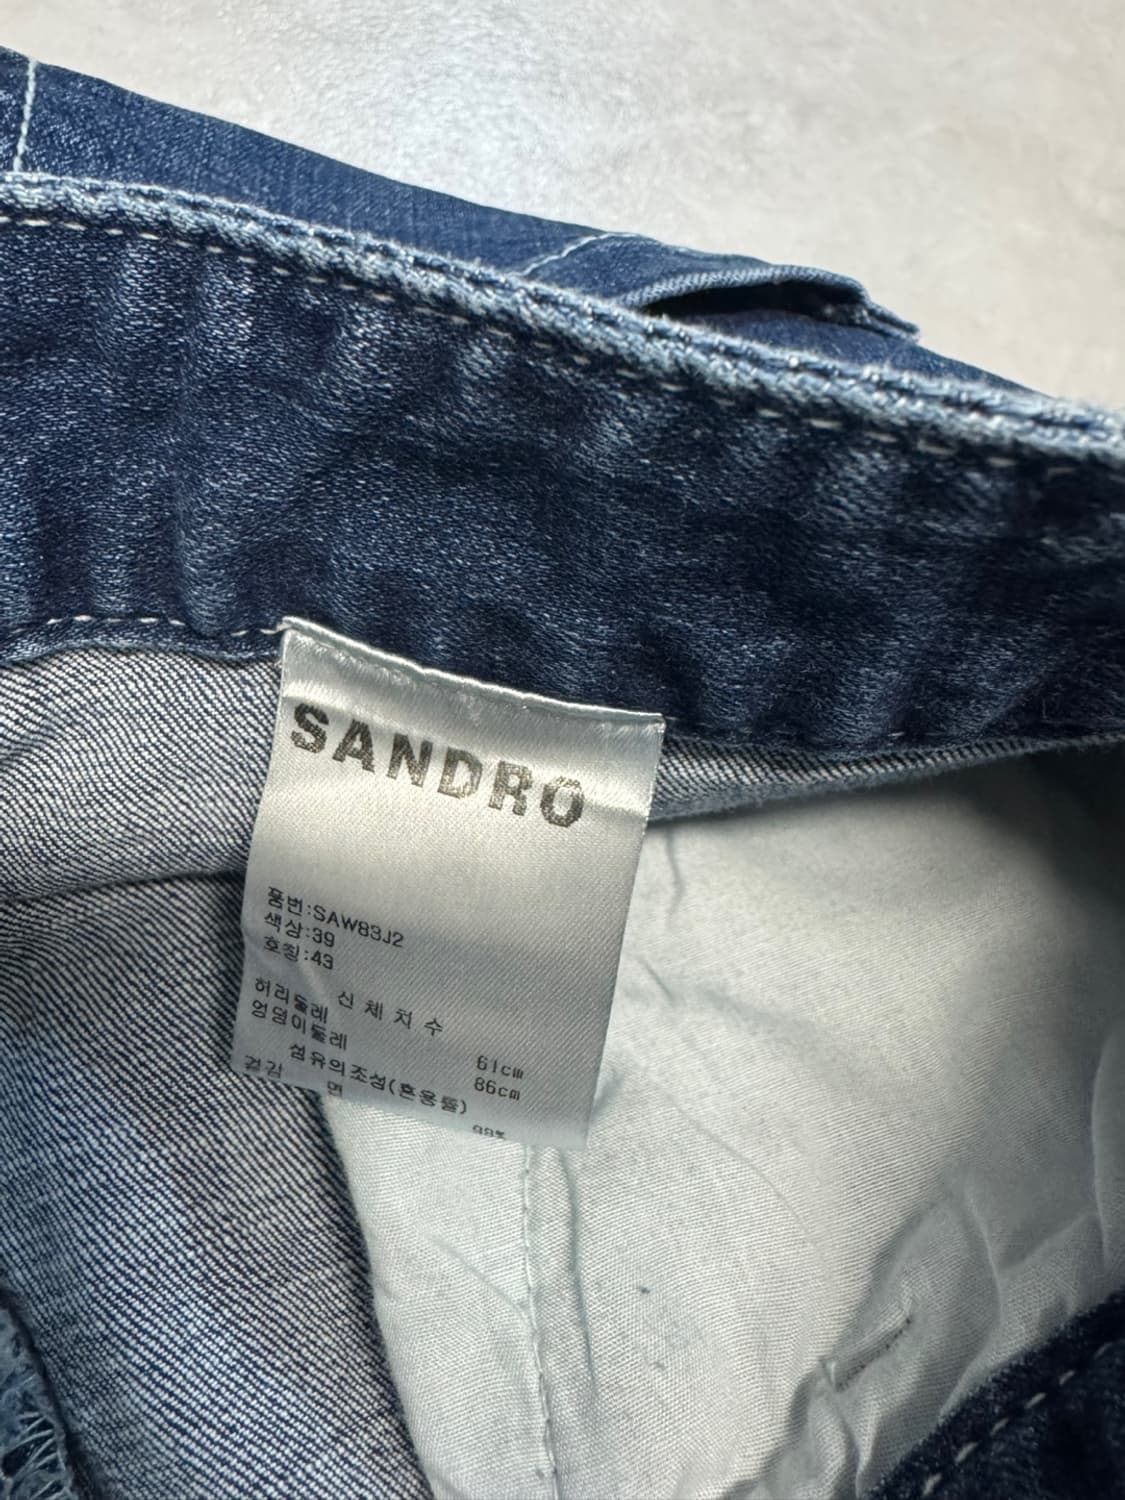 SANDRO
품번:SAW83J2
색상:39
호칭:43
신 체 치 수
허리둘레 61cm
엉덩이둘레 86cm
섬유의조성(혼용률)
겉감 면 98%